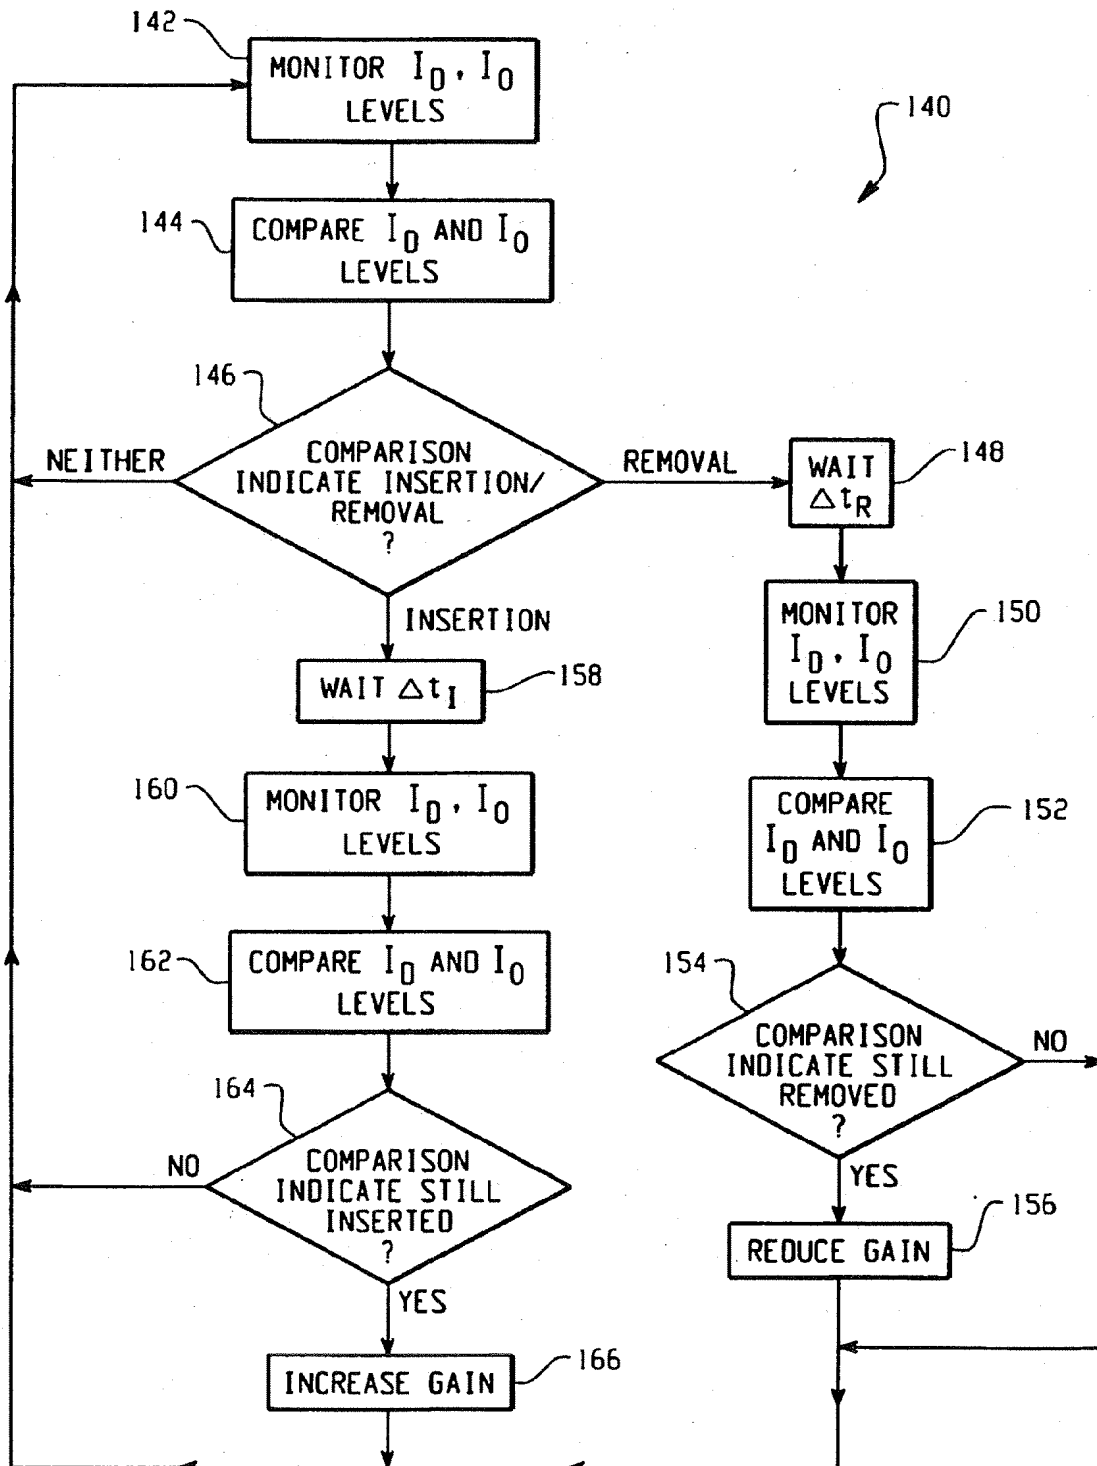 142
MONITOR I_D, I_O
LEVELS
140
144
COMPARE I_D AND I_O
LEVELS
146
COMPARISON
INDICATE INSERTION/
REMOVAL
?
NEITHER
REMOVAL
INSERTION
WAIT
Δt_R
148
MONITOR
I_D, I_O
LEVELS
150
COMPARE
I_D AND I_O
LEVELS
152
154
COMPARISON
INDICATE STILL
REMOVED
?
NO
YES
REDUCE GAIN
156
WAIT Δt_I
158
160
MONITOR I_D, I_O
LEVELS
162
COMPARE I_D AND I_O
LEVELS
164
COMPARISON
INDICATE STILL
INSERTED
?
NO
YES
INCREASE GAIN
166